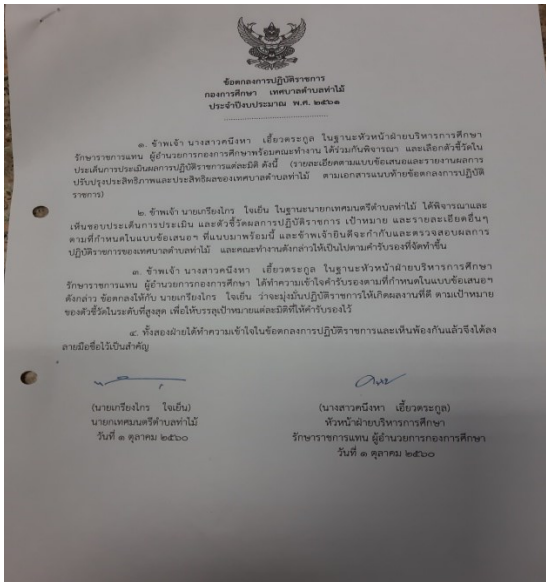 ข้อตกลงการปฏิบัติราชการ
กองการศึกษา เทศบาลตำบลท่าไม้
ประจำปีงบประมาณ พ.ศ. ๒๕๖๑
๑. ข้าพเจ้า นางสาวคนึงหา เอี้ยวตระกูล ในฐานะหัวหน้าฝ่ายบริหารการศึกษา
รักษาราชการแทน ผู้อำนวยการกองการศึกษาพร้อมคณะทำงาน ได้ร่วมกันพิจารณา และเลือกตัวชี้วัดใน
ประเด็นการประเมินผลการปฏิบัติราชการแต่ละมิติ ดังนี้ (รายละเอียดตามแบบข้อเสนอและรายงานผลการ
ปรับปรุงประสิทธิภาพและประสิทธิผลของเทศบาลตำบลท่าไม้ ตามเอกสารแนบท้ายข้อตกลงการปฏิบัติ
ราชการ)
๒. ข้าพเจ้า นายเกรียงไกร ใจเย็น ในฐานะนายกเทศมนตรีตำบลท่าไม้ ได้พิจารณาและ
เห็นชอบประเด็นการประเมิน และตัวชี้วัดผลการปฏิบัติราชการ เป้าหมาย และรายละเอียดอื่นๆ
ตามที่กำหนดในแบบข้อเสนอฯ ที่แนบมาพร้อมนี้ และข้าพเจ้ายินดีจะกำกับและตรวจสอบผลการ
ปฏิบัติราชการของเทศบาลตำบลท่าไม้ และคณะทำงานดังกล่าวให้เป็นไปตามคำรับรองที่จัดทำขึ้น
๓. ข้าพเจ้า นางสาวคนึงหา เอี้ยวตระกูล ในฐานะหัวหน้าฝ่ายบริหารการศึกษา
รักษาราชการแทน ผู้อำนวยการกองการศึกษา ได้ทำความเข้าใจคำรับรองตามที่กำหนดในแบบข้อเสนอฯ
ดังกล่าว ข้อตกลงให้กับ นายเกรียงไกร ใจเย็น ว่าจะมุ่งมั่นปฏิบัติราชการให้เกิดผลงานที่ดี ตามเป้าหมาย
ของตัวชี้วัดในระดับที่สูงสุด เพื่อให้บรรลุเป้าหมายแต่ละมิติที่ให้คำรับรองไว้
๔. ทั้งสองฝ่ายได้ทำความเข้าใจในข้อตกลงการปฏิบัติราชการและเห็นพ้องกันแล้วจึงได้ลง
ลายมือชื่อไว้เป็นสำคัญ
(นายเกรียงไกร ใจเย็น)
นายกเทศมนตรีตำบลท่าไม้
วันที่ ๑ ตุลาคม ๒๕๖๐
(นางสาวคนึงหา เอี้ยวตระกูล)
หัวหน้าฝ่ายบริหารการศึกษา
รักษาราชการแทน ผู้อำนวยการกองการศึกษา
วันที่ ๑ ตุลาคม ๒๕๖๐